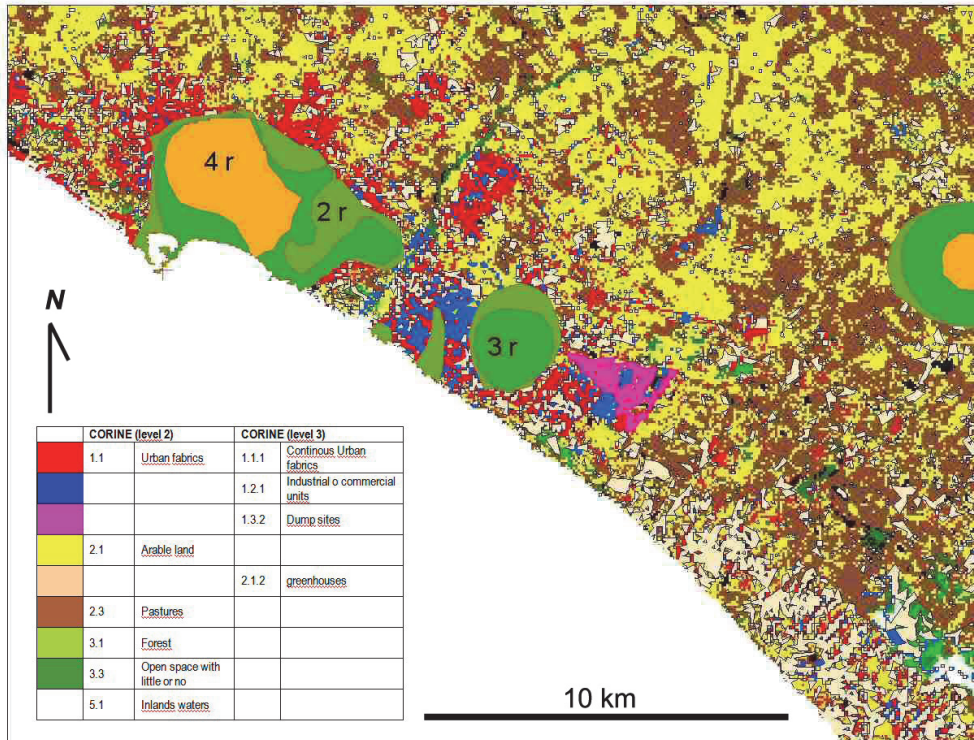 4 r
2 r
3 r
N
CORINE (level 2) CORINE (level 3)
1.1 Urban fabrics 1.1.1 Continous Urban
fabrics
1.2.1 Industrial o commercial
units
1.3.2 Dump sites
2.1 Arable land
2.1.2 greenhouses
2.3 Pastures
3.1 Forest
3.3 Open space with
little or no
5.1 Inlands waters
10 km